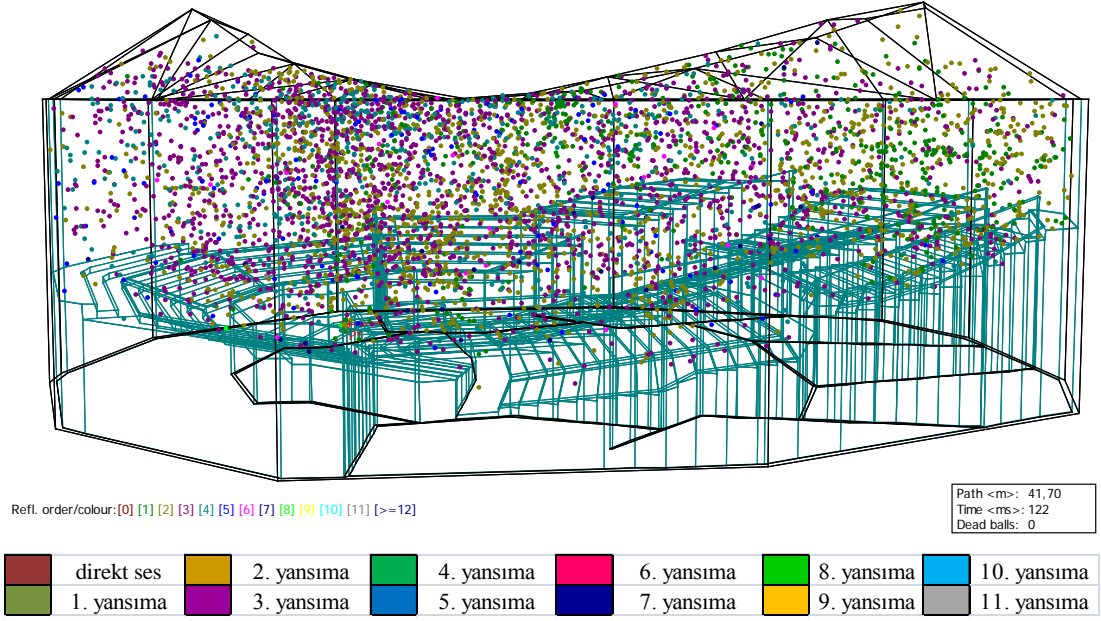 Refl. order/colour:[0] [1] [2] [3] [4] [5] [6] [7] [8] [9] [10] [11] [>=12]
Path <m>: 41,70
Time <ms>: 122
Dead balls: 0
direkt ses 2. yansıma 4. yansıma 6. yansıma 8. yansıma 10. yansıma
1. yansıma 3. yansıma 5. yansıma 7. yansıma 9. yansıma 11. yansıma